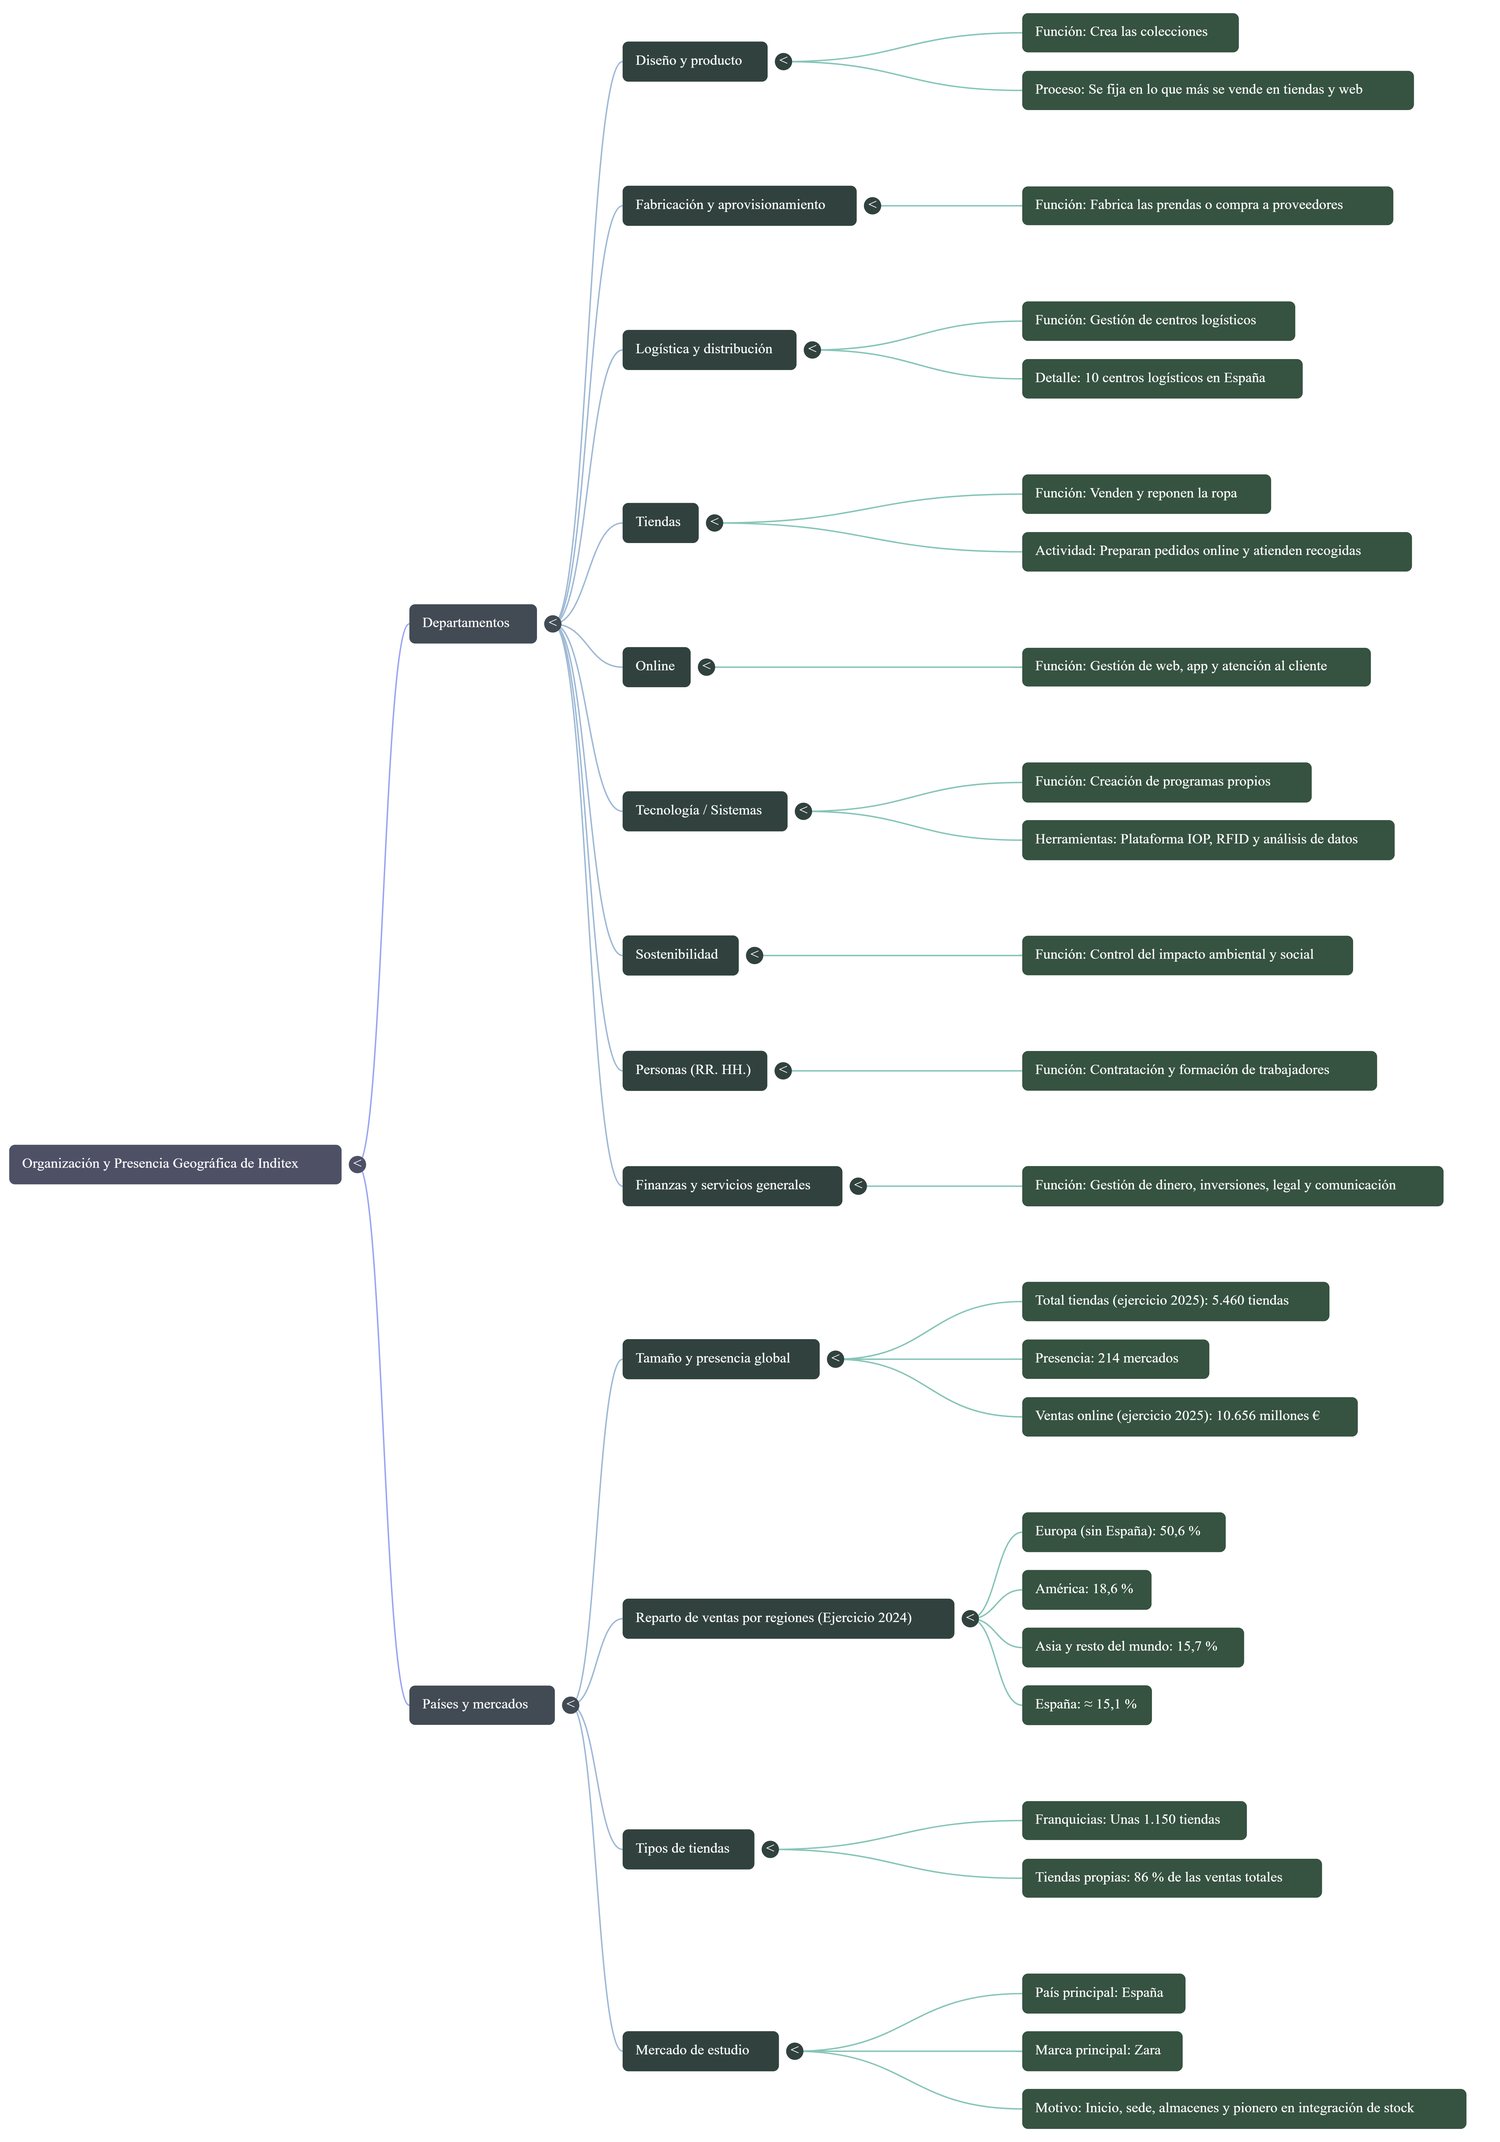 Organización y Presencia Geográfica de Inditex
Departamentos
Diseño y producto
Función: Crea las colecciones
Proceso: Se fija en lo que más se vende en tiendas y web
Fabricación y aprovisionamiento
Función: Fabrica las prendas o compra a proveedores
Logística y distribución
Función: Gestión de centros logísticos
Detalle: 10 centros logísticos en España
Tiendas
Función: Venden y reponen la ropa
Actividad: Preparan pedidos online y atienden recogidas
Online
Función: Gestión de web, app y atención al cliente
Tecnología / Sistemas
Función: Creación de programas propios
Herramientas: Plataforma IOP, RFID y análisis de datos
Sostenibilidad
Función: Control del impacto ambiental y social
Personas (RR. HH.)
Función: Contratación y formación de trabajadores
Finanzas y servicios generales
Función: Gestión de dinero, inversiones, legal y comunicación
Países y mercados
Tamaño y presencia global
Total tiendas (ejercicio 2025): 5.460 tiendas
Presencia: 214 mercados
Ventas online (ejercicio 2025): 10.656 millones €
Reparto de ventas por regiones (Ejercicio 2024)
Europa (sin España): 50,6 %
América: 18,6 %
Asia y resto del mundo: 15,7 %
España: ≈ 15,1 %
Tipos de tiendas
Franquicias: Unas 1.150 tiendas
Tiendas propias: 86 % de las ventas totales
Mercado de estudio
País principal: España
Marca principal: Zara
Motivo: Inicio, sede, almacenes y pionero en integración de stock